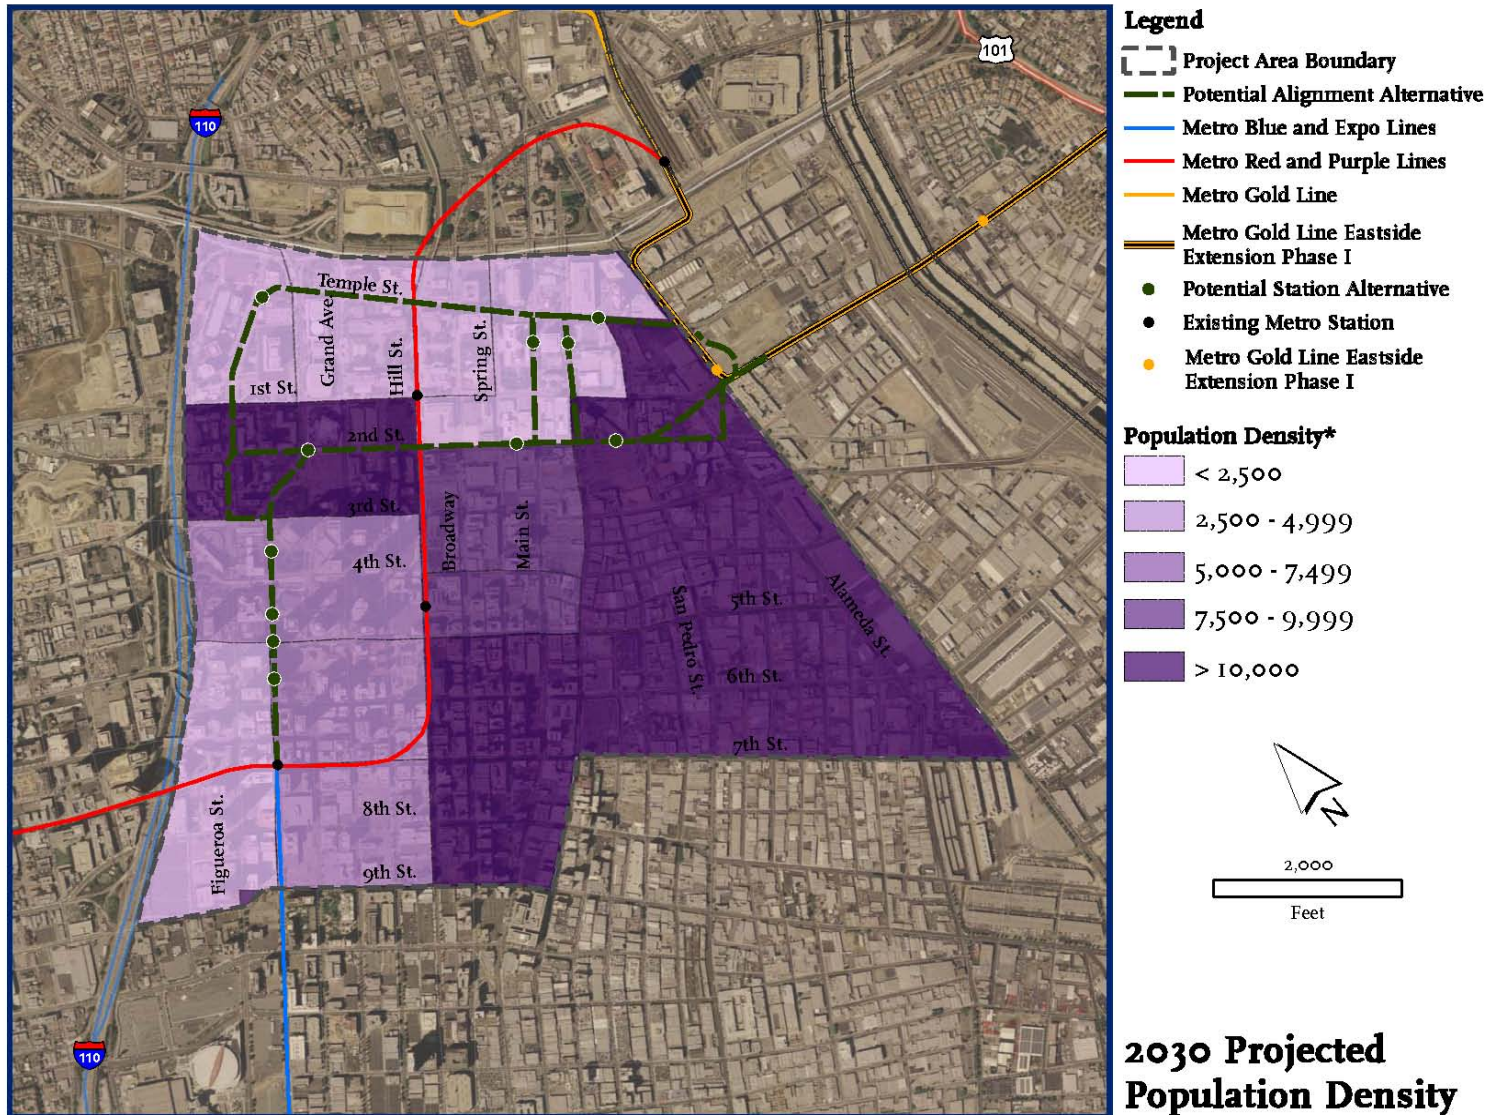 110
101
Temple St.
Grand Ave.
Hill St.
Spring St.
1st St.
2nd St.
3rd St.
Broadway
Main St.
4th St.
San Pedro St.
5th St.
Alameda St.
6th St.
7th St.
Figueroa St.
8th St.
9th St.
110
Legend
Project Area Boundary
Potential Alignment Alternative
Metro Blue and Expo Lines
Metro Red and Purple Lines
Metro Gold Line
Metro Gold Line Eastside
Extension Phase I
Potential Station Alternative
Existing Metro Station
Metro Gold Line Eastside
Extension Phase I
Population Density*
< 2,500
2,500 - 4,999
5,000 - 7,499
7,500 - 9,999
> 10,000
N
2,000
Feet
2030 Projected
Population Density